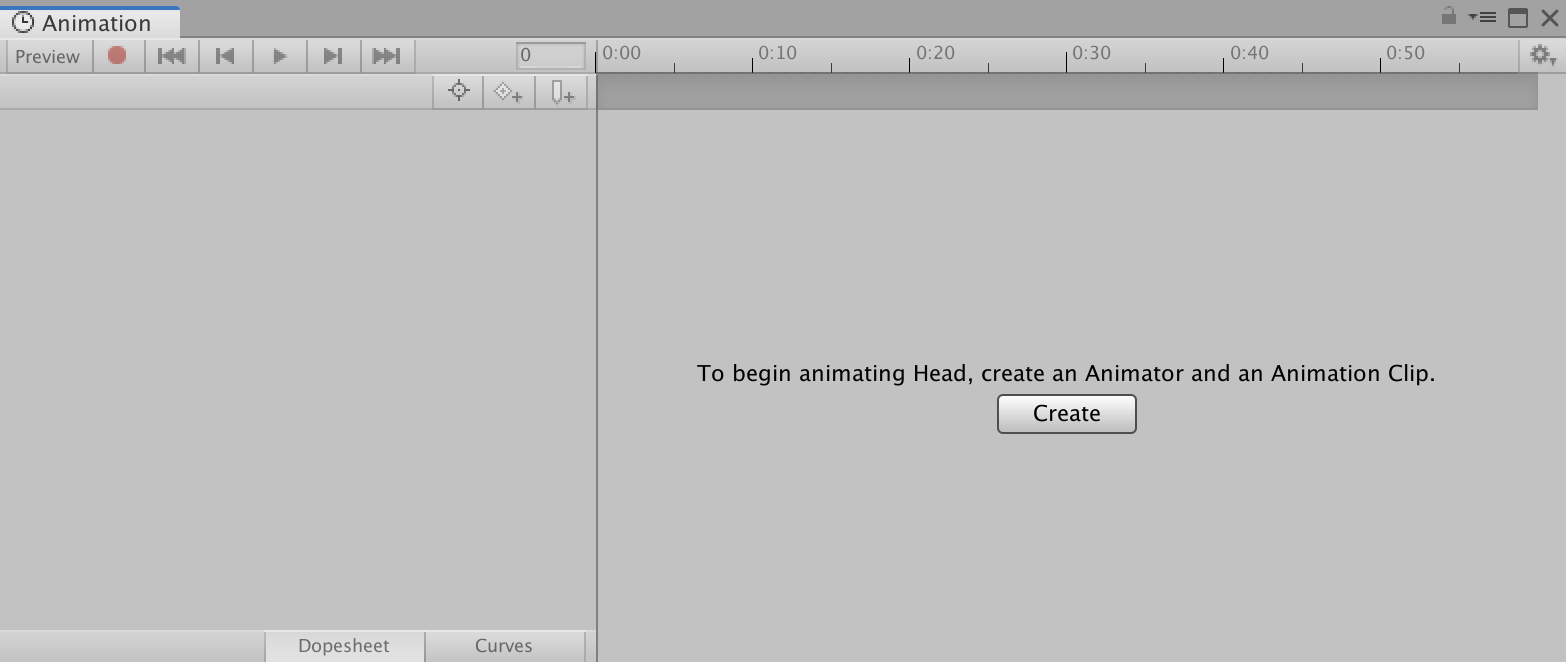 Animation
Preview
0
0:00 0:10 0:20 0:30 0:40 0:50
To begin animating Head, create an Animator and an Animation Clip.
Create
Dopesheet Curves